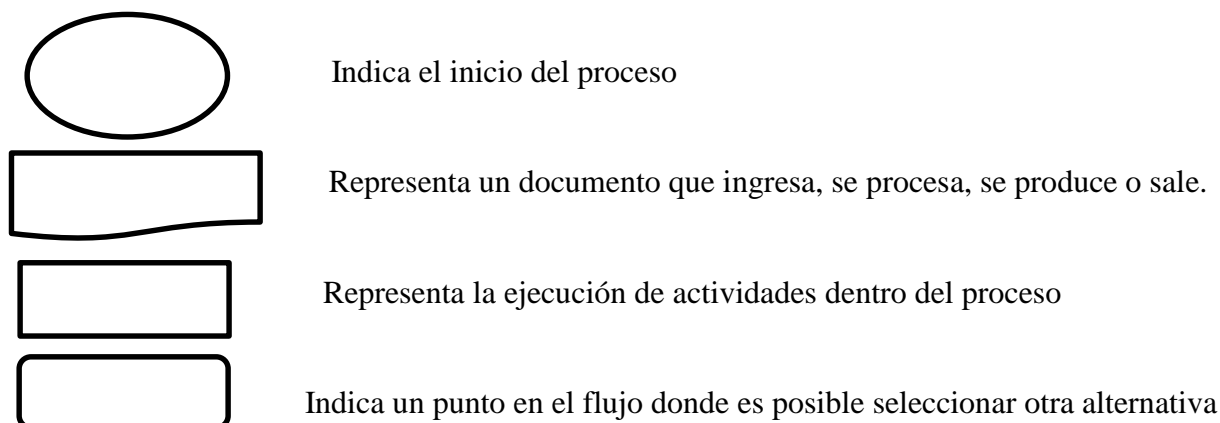 Indica el inicio del proceso
Representa un documento que ingresa, se procesa, se produce o sale.
Representa la ejecución de actividades dentro del proceso
Indica un punto en el flujo donde es posible seleccionar otra alternativa